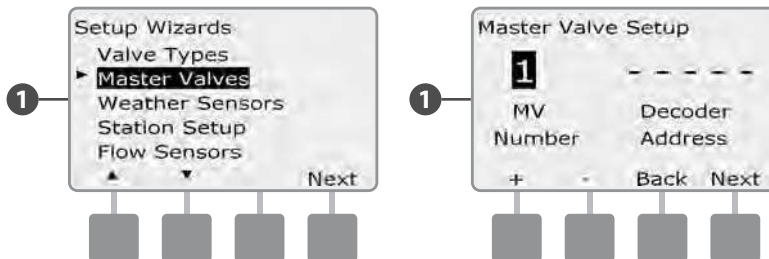 Setup Wizards
Valve Types
Master Valves
Weather Sensors
Station Setup
Flow Sensors
Next
1
Master Valve Setup
1 - - - - -
MV Decoder
Number Address
+ - Back Next
1